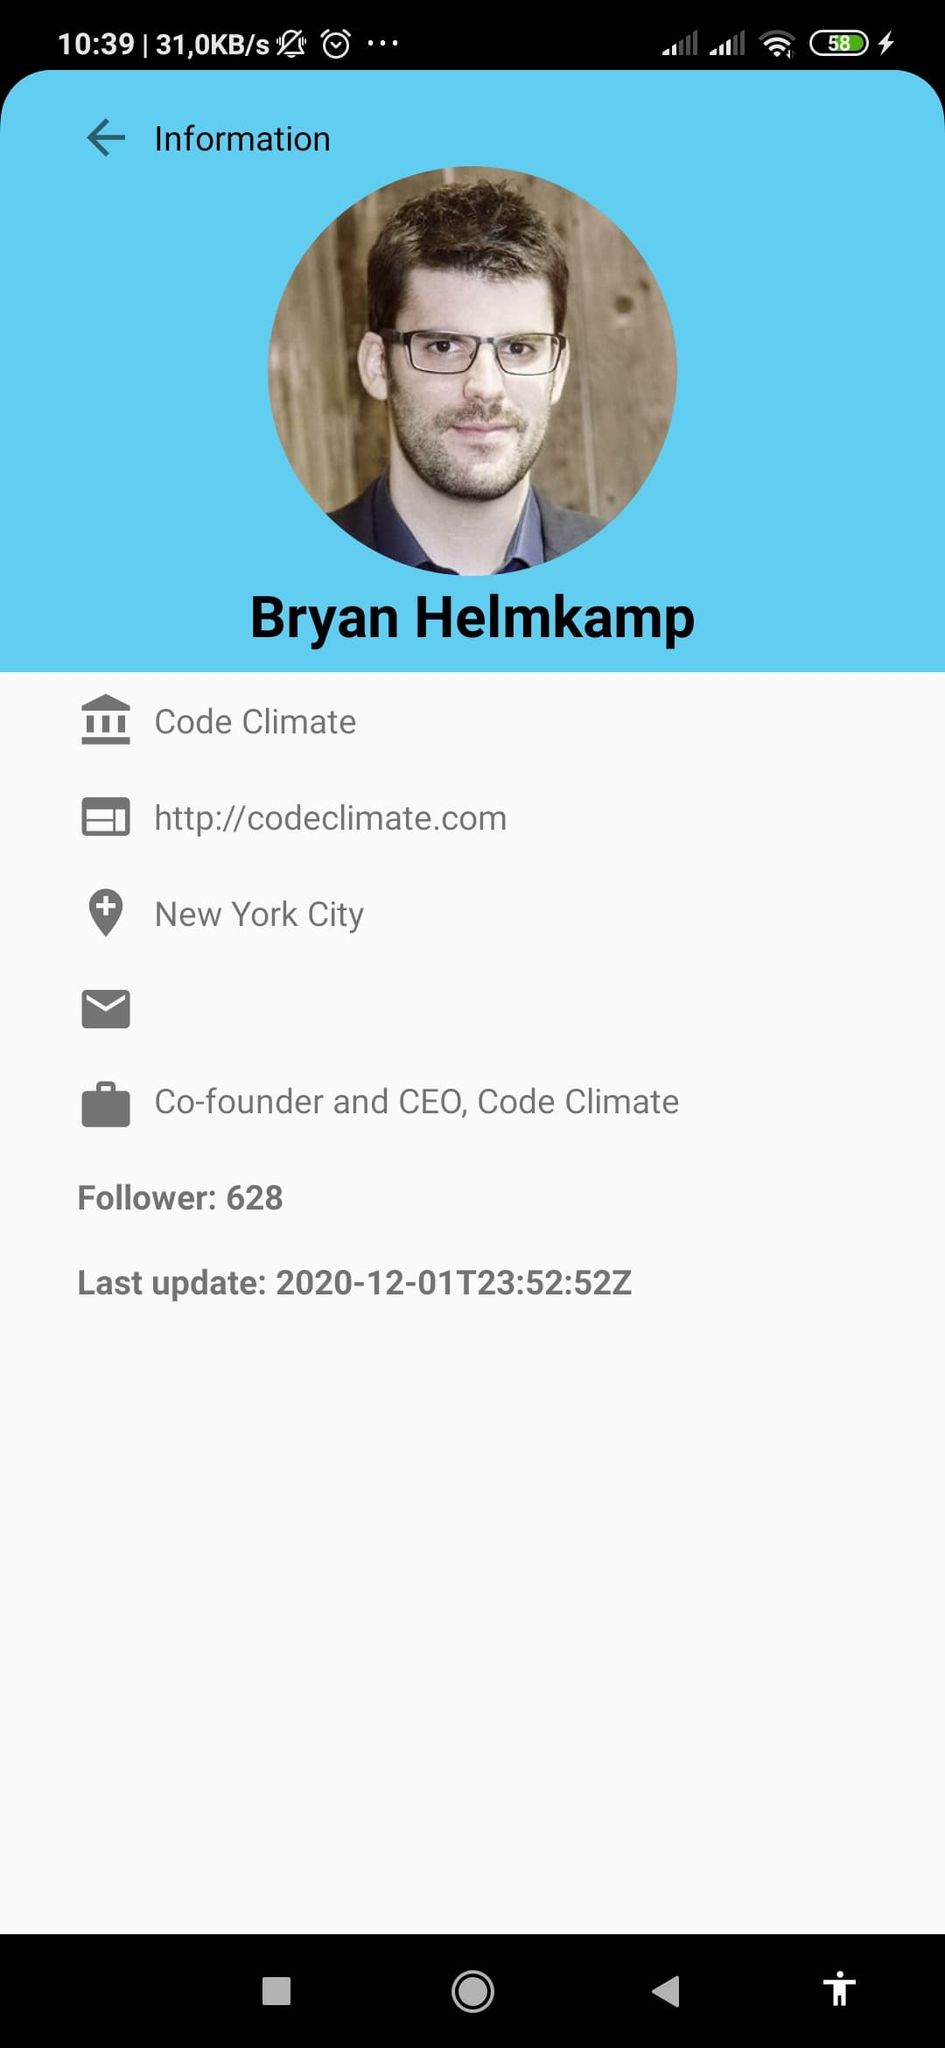 10:39 | 31,0KB/s
58
Information
Bryan Helmkamp
Code Climate
http://codeclimate.com
New York City
Co-founder and CEO, Code Climate
Follower: 628
Last update: 2020-12-01T23:52:52Z